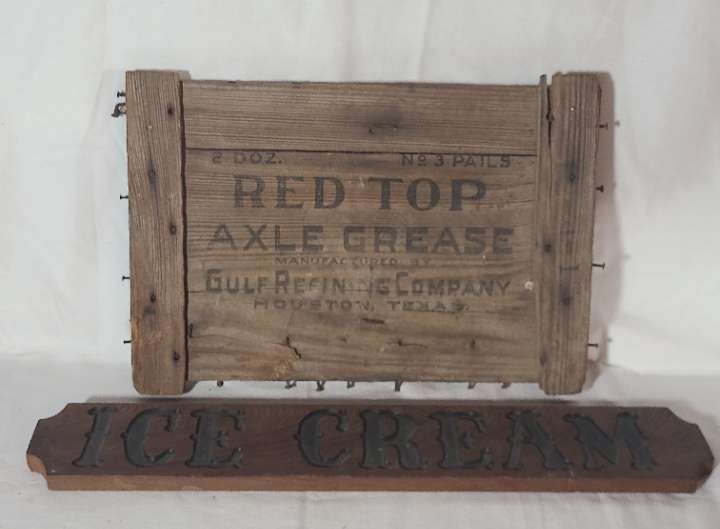 2 DOZ. No 3 PAILS
RED TOP
AXLE GREASE
MANUFACTURED BY
GULF REFINING COMPANY
HOUSTON, TEXAS.
ICE CREAM